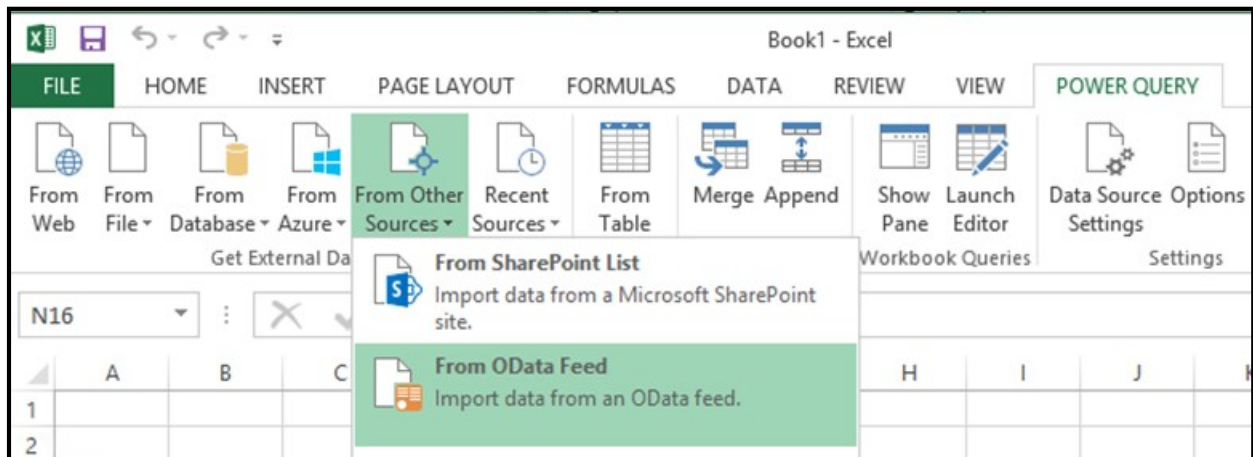 Book1 - Excel
FILE HOME INSERT PAGE LAYOUT FORMULAS DATA REVIEW VIEW POWER QUERY
From From From From From Other Recent From Merge Append Show Launch Data Source Options
Web File Database Azure Sources Sources Table Pane Editor Settings
Get External Da Workbook Queries Settings
From SharePoint List
Import data from a Microsoft SharePoint
site.
N16
From OData Feed
Import data from an OData feed.
A B C H I J
1
2